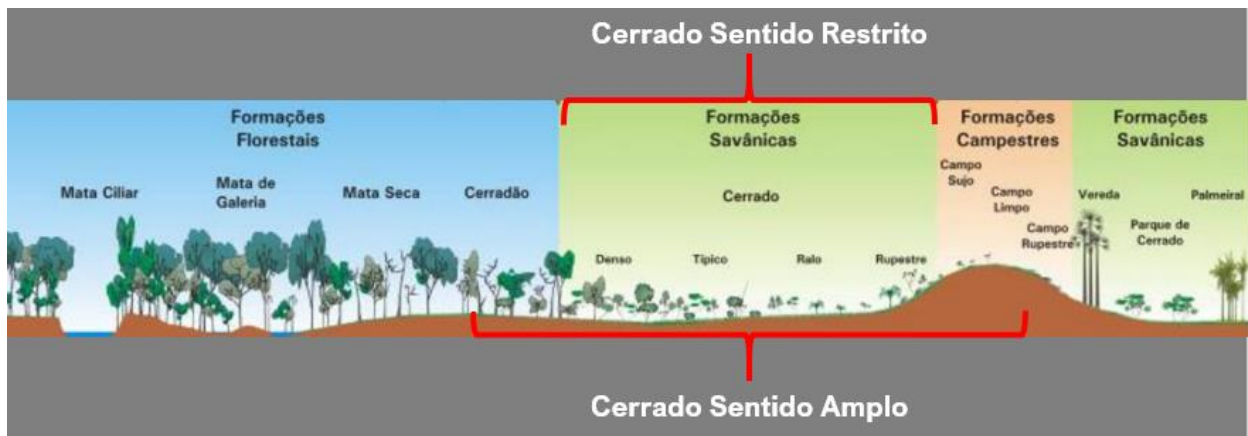 Cerrado Sentido Restrito
Formações
Florestais
Formações
Savânicas
Formações
Campestres
Formações
Savânicas
Mata Ciliar
Mata de
Galeria
Mata Seca
Cerradão
Cerrado
Campo
Sujo
Campo
Limpo
Campo
Rupestre
Vereda
Parque de
Cerrado
Palmeiral
Denso
Típico
Ralo
Rupestre
Cerrado Sentido Amplo